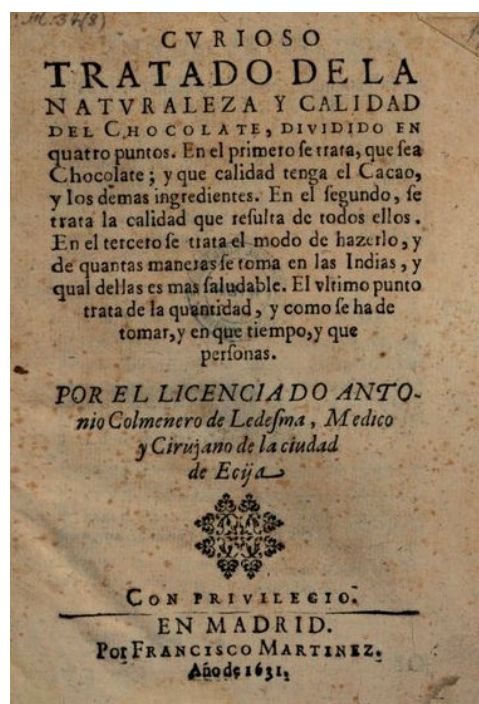 M.34(8)
CVRIOSO
TRATADO DE LA
NATVRALEZA Y CALIDAD
DEL CHOCOLATE, DIVIDIDO EN
quatro puntos. En el primero ſe trata, que ſea
Chocolate; y que calidad tenga el Cacao,
y los demas ingredientes. En el ſegundo, ſe
trata la calidad que reſulta de todos ellos.
En el tercero ſe trata el modo de hazerlo, y
de quantas maneras ſe toma en las Indias, y
qual dellas es mas ſaludable. El vltimo punto
trata de la quantidad, y como ſe ha de
tomar, y en que tiempo, y que
perſonas.
POR EL LICENCIADO ANTO-
nio Colmenero de Ledeſma, Medico
y Cirujano de la ciudad
de Ecija
CON PRIVILEGIO.
EN MADRID.
Por FRANCISCO MARTINEZ.
Año de 1631.